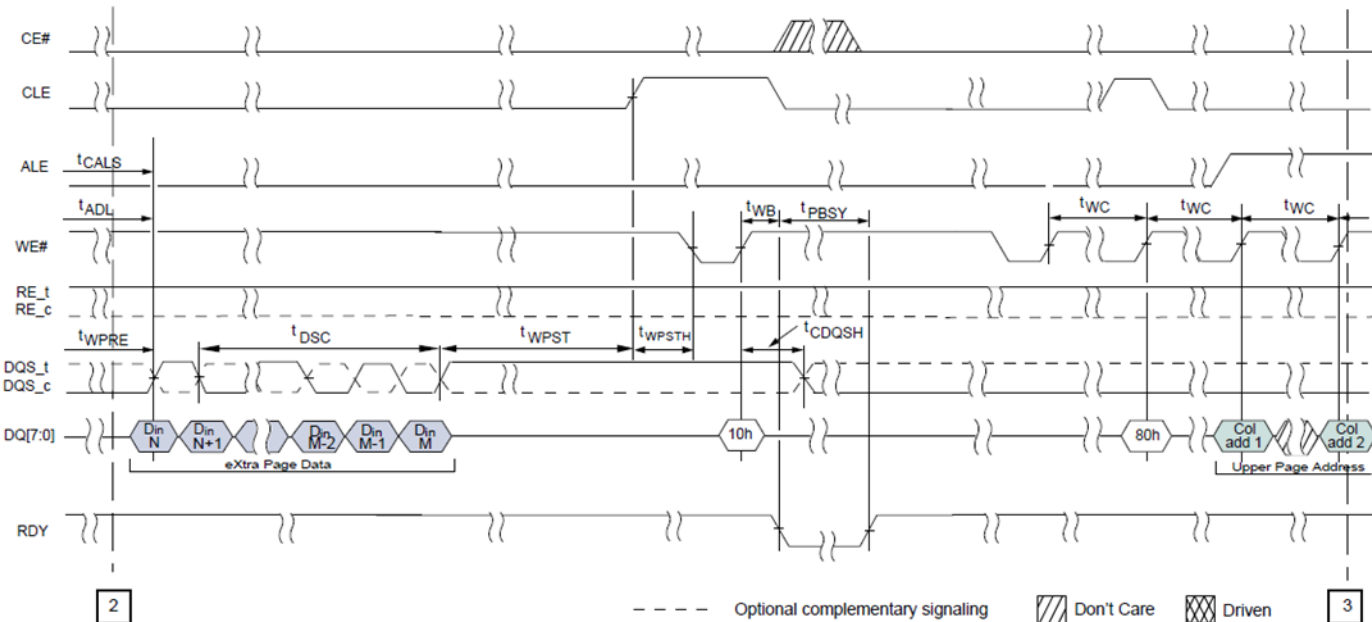 CE#
CLE
ALE tCALS
tADL tWB tPBSY tWC tWC tWC
WE#
RE_t
RE_c
tWPRE tDSC tWPST tWPSTH tCDQSH
DQS_t
DQS_c
DQ[7:0] Din N Din N+1 Din M-2 Din M-1 Din M 10h 80h Col add 1 Col add 2
eXtra Page Data Upper Page Address
RDY
2 Optional complementary signaling Don't Care Driven 3